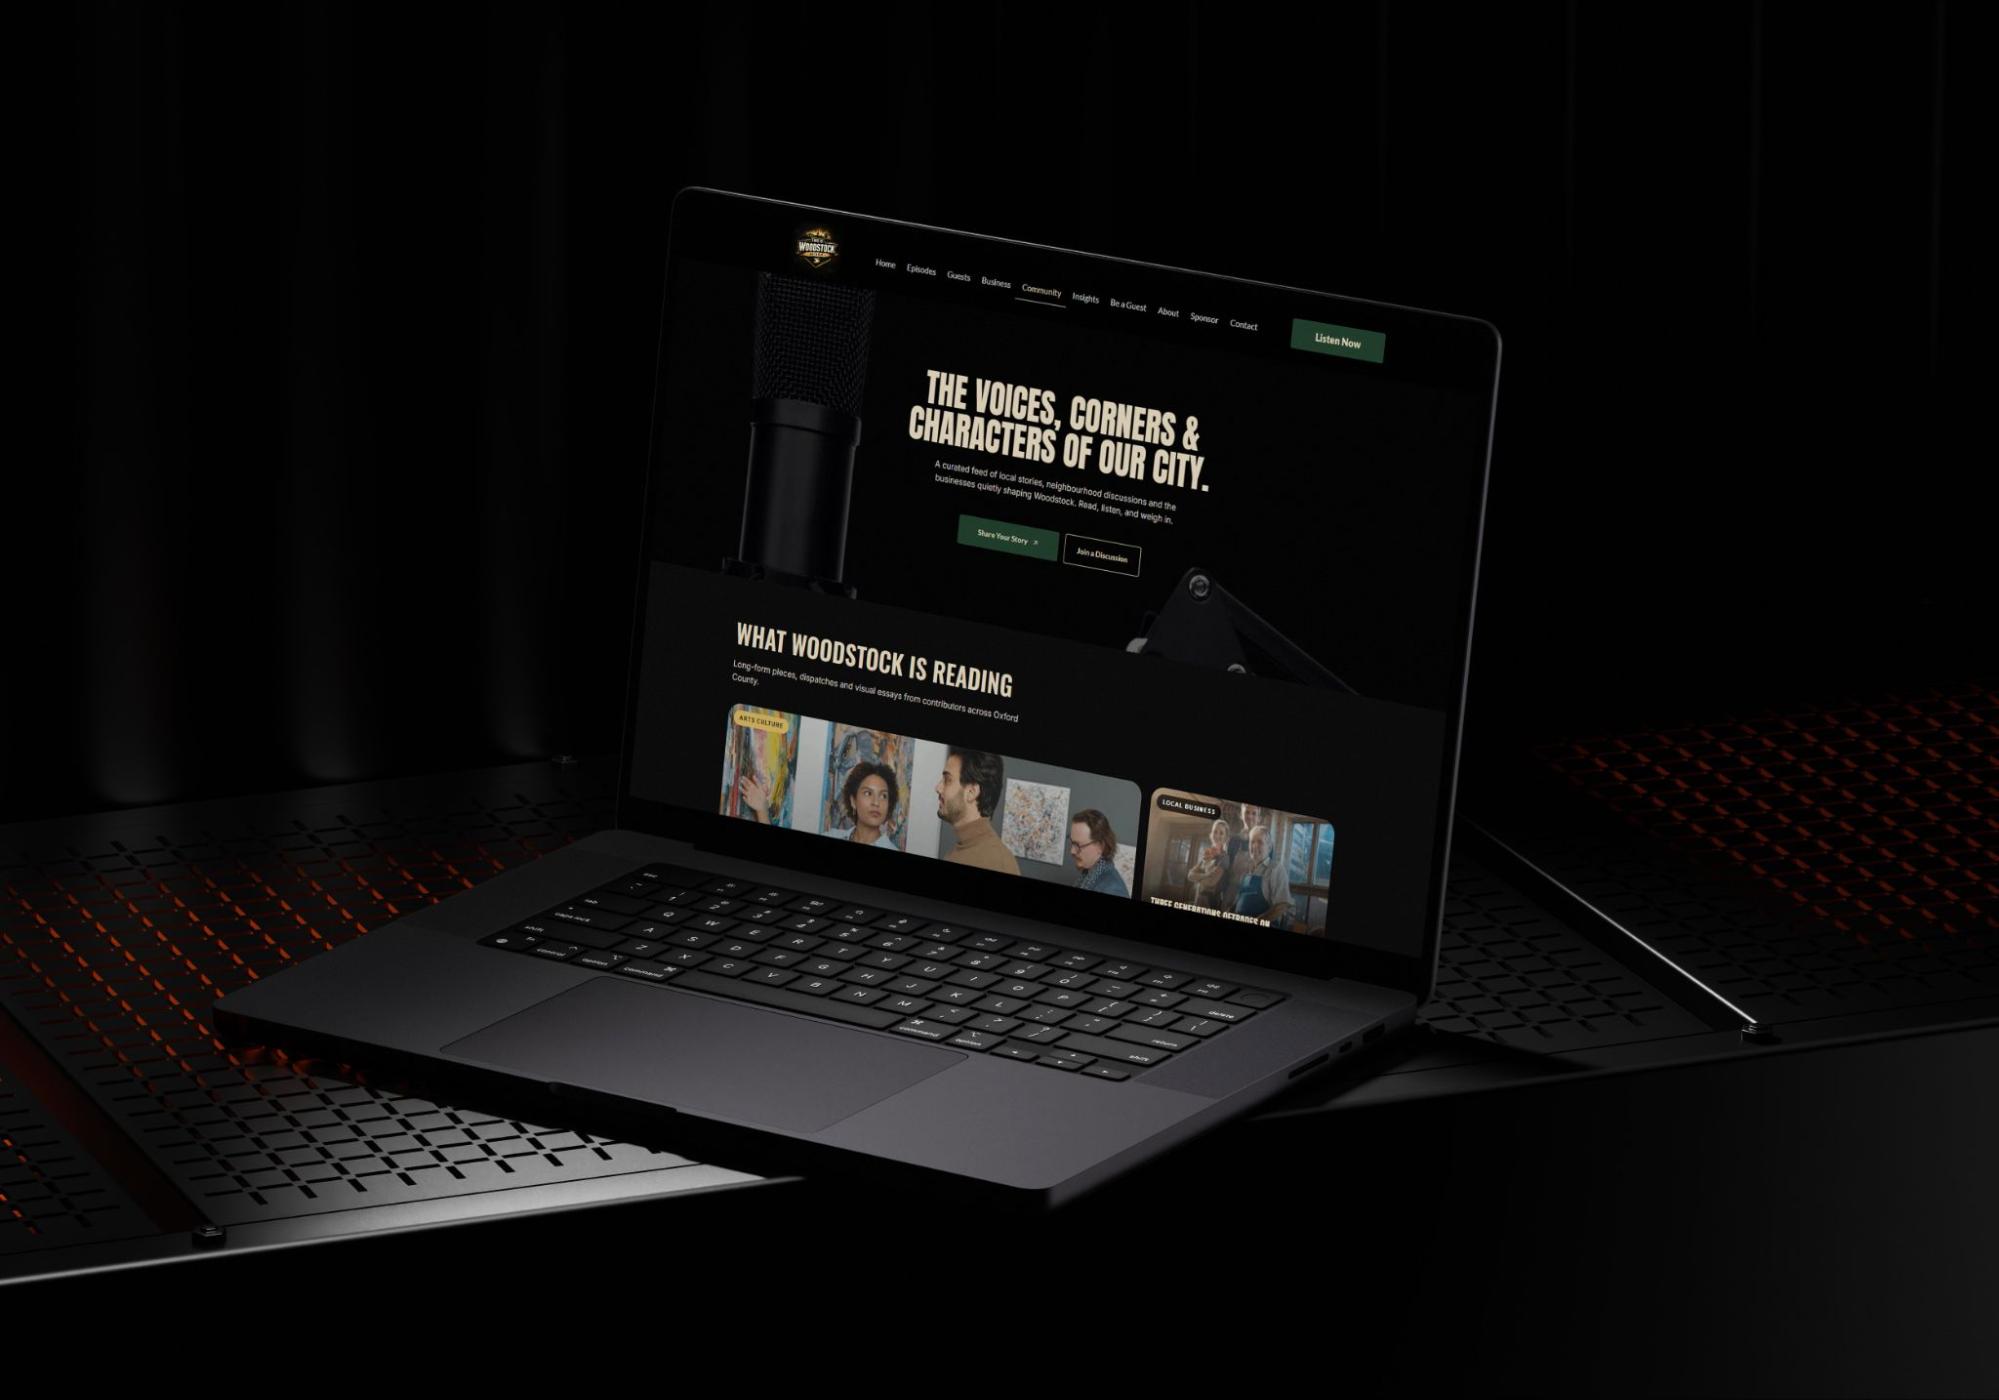 WOODSTOCK
Home Episodes Guests Business Community Insights Be a Guest About Sponsor Contact
Listen Now
THE VOICES, CORNERS &
CHARACTERS OF OUR CITY.
A curated feed of local stories, neighbourhood discussions and the
businesses quietly shaping Woodstock. Read, listen, and weigh in.
Share Your Story
Join a Discussion
WHAT WOODSTOCK IS READING
Long-form pieces, dispatches and visual essays from contributors across Oxford
County.
ARTS CULTURE
LOCAL BUSINESS
THREE GENERATIONS
esc
tab
Q W E R T Y U I O P
delete
caps lock
A S D F G H J K L
return
shift
Z X C V B N M
shift
fn control option command
command option